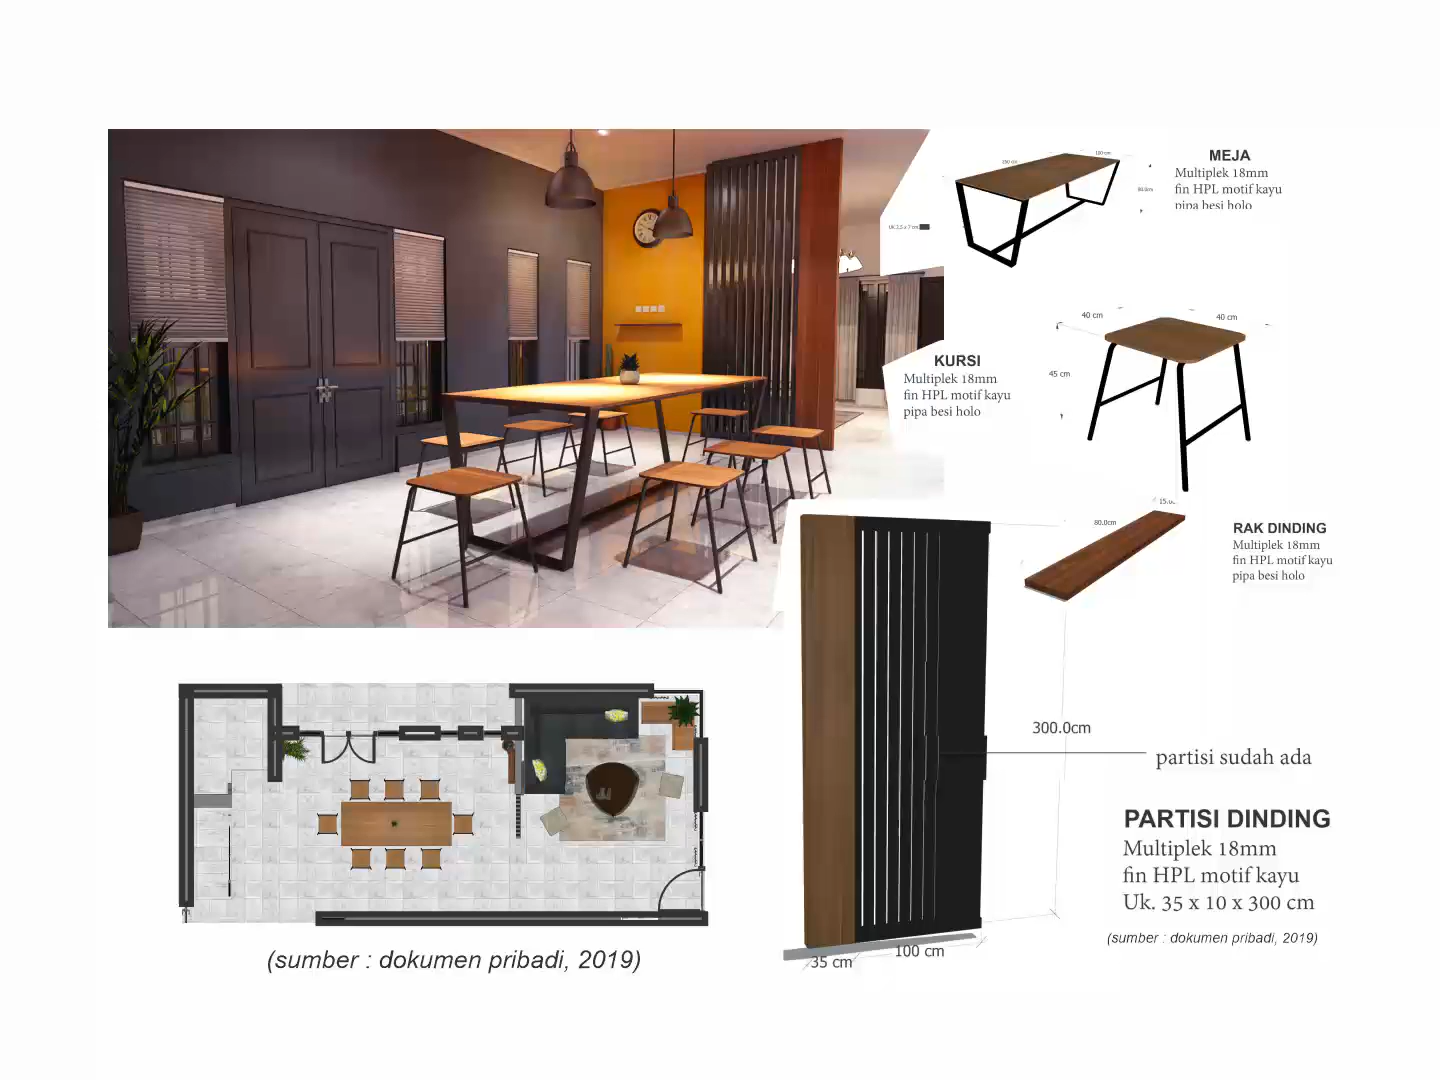 MEJA
Multiplek 18mm
fin HPL motif kayu
pipa besi holo
100 cm
40 cm
40 cm
45 cm
KURSI
Multiplek 18mm
fin HPL motif kayu
pipa besi holo
80.0cm
RAK DINDING
Multiplek 18mm
fin HPL motif kayu
pipa besi holo
300.0cm
partisi sudah ada
PARTISI DINDING
Multiplek 18mm
fin HPL motif kayu
Uk. 35 x 10 x 300 cm
(sumber : dokumen pribadi, 2019)
35 cm
100 cm
(sumber : dokumen pribadi, 2019)